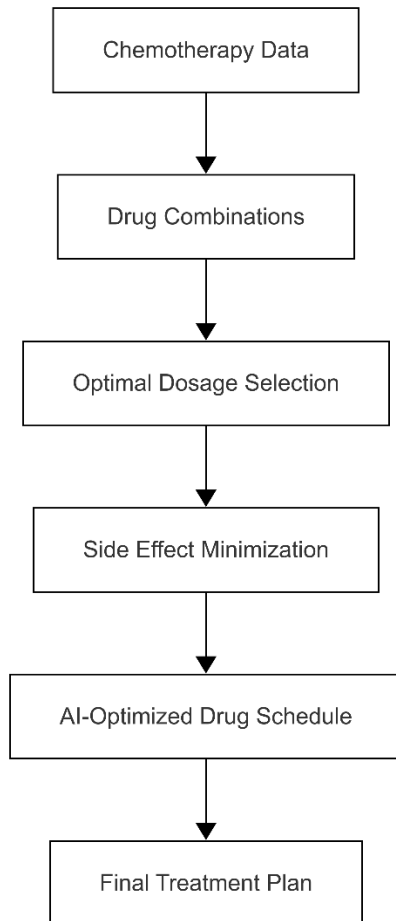 Chemotherapy Data
Drug Combinations
Optimal Dosage Selection
Side Effect Minimization
AI-Optimized Drug Schedule
Final Treatment Plan